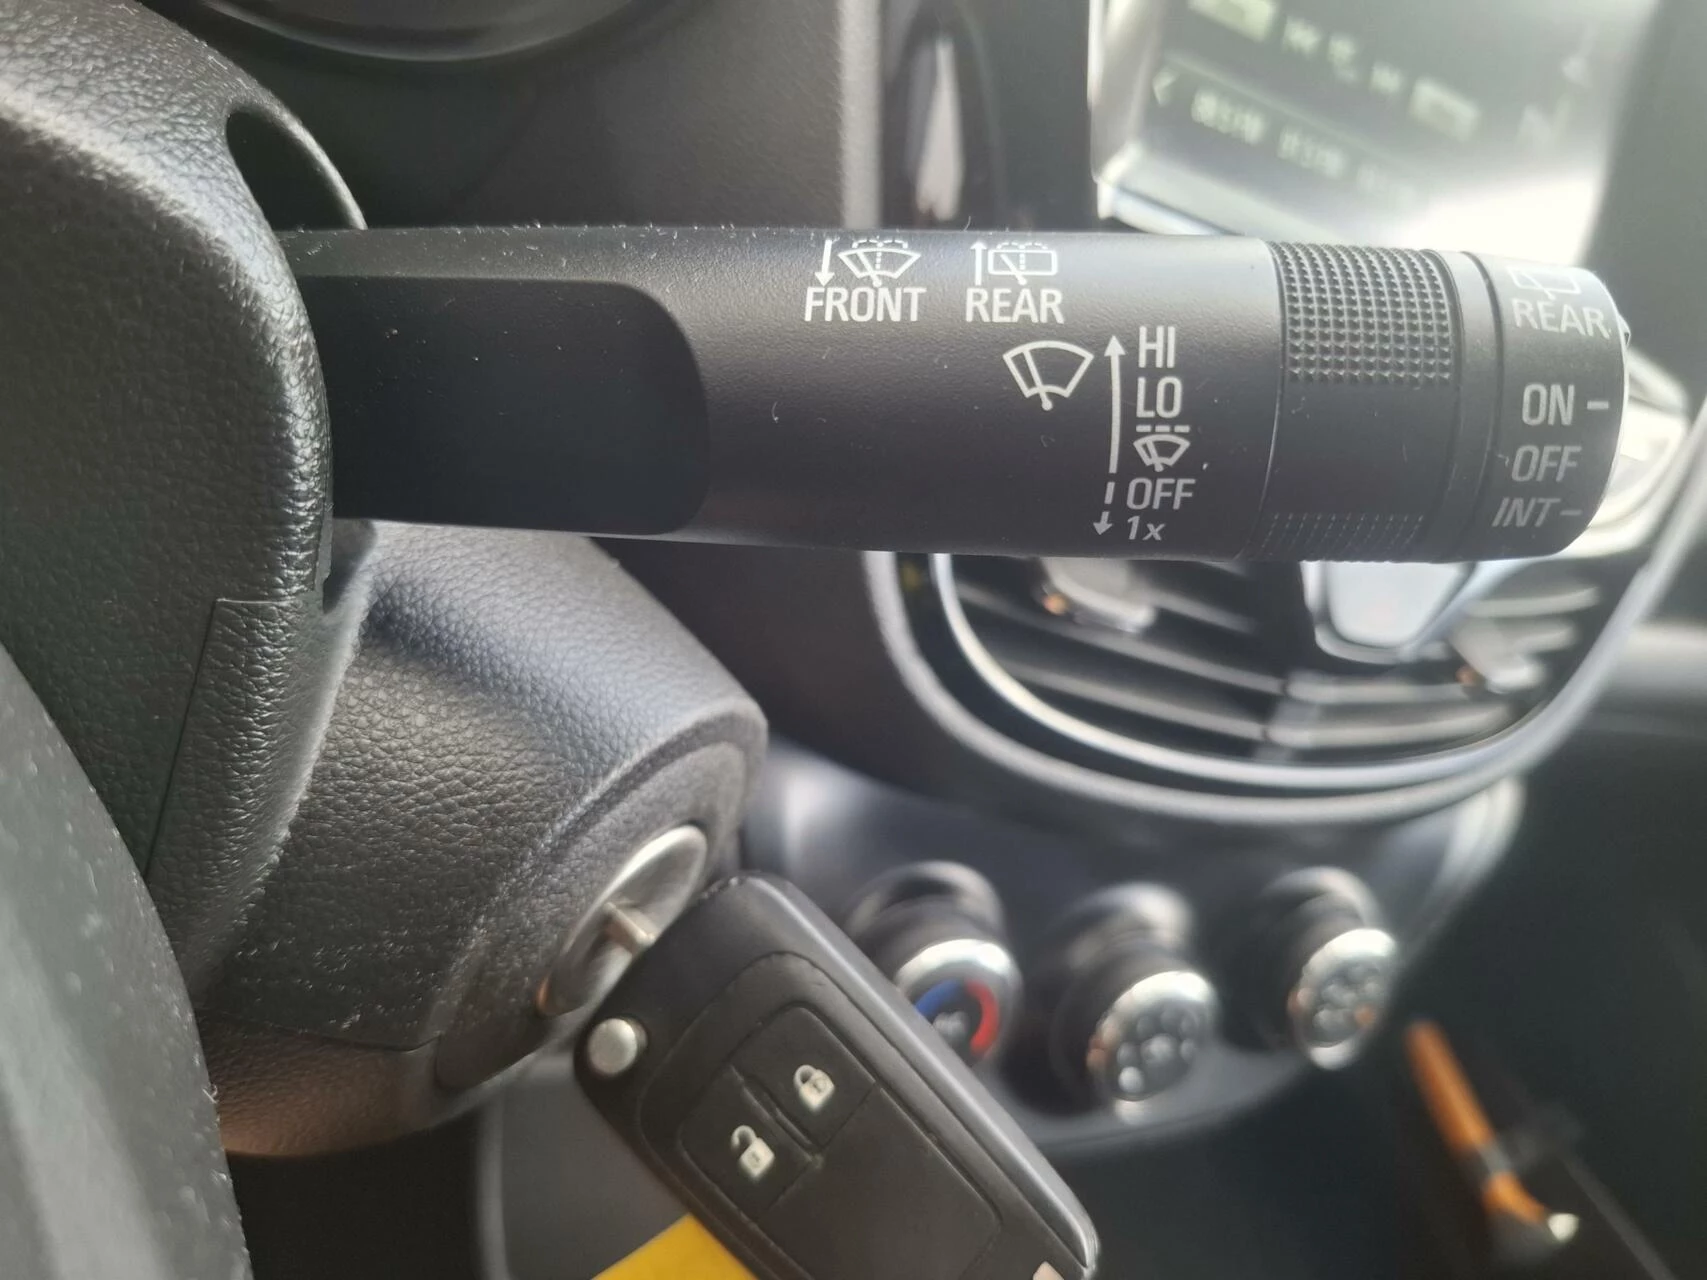 FRONT
REAR
HI
LO
OFF
1x
REAR
ON –
OFF
INT –